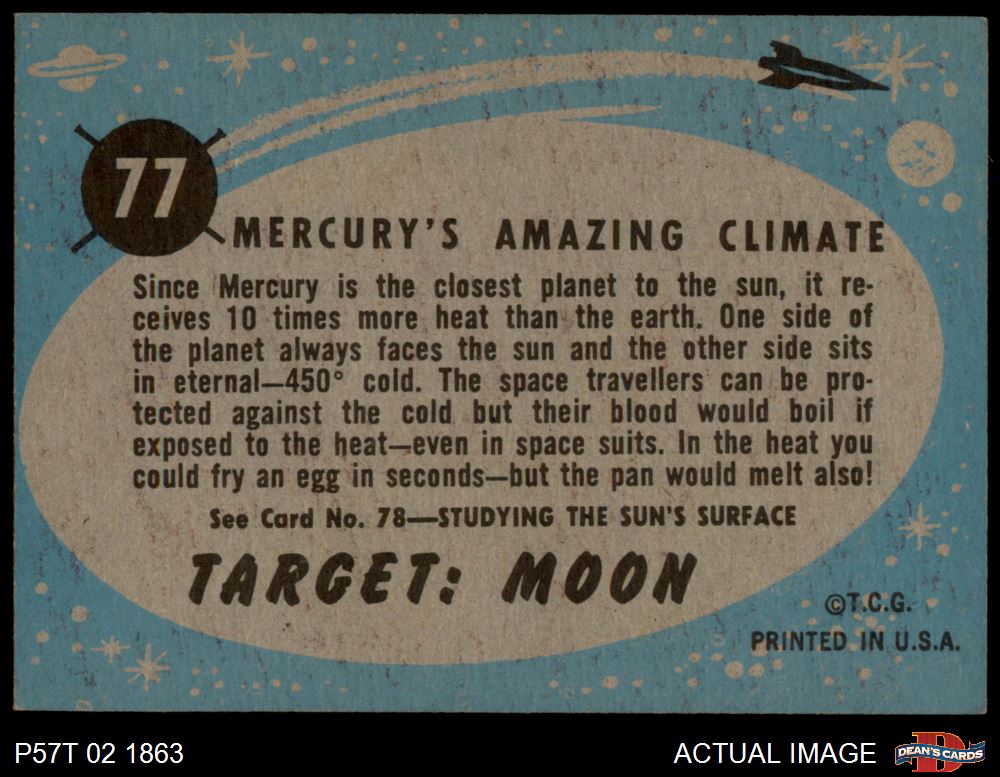 77
MERCURY'S AMAZING CLIMATE
Since Mercury is the closest planet to the sun, it re-
ceives 10 times more heat than the earth. One side of
the planet always faces the sun and the other side sits
in eternal—450° cold. The space travellers can be pro-
tected against the cold but their blood would boil if
exposed to the heat—even in space suits. In the heat you
could fry an egg in seconds—but the pan would melt also!
See Card No. 78—STUDYING THE SUN'S SURFACE
TARGET: MOON
©T.C.G.
PRINTED IN U.S.A.
P57T 02 1863
ACTUAL IMAGE
D
DEAN'S CARDS